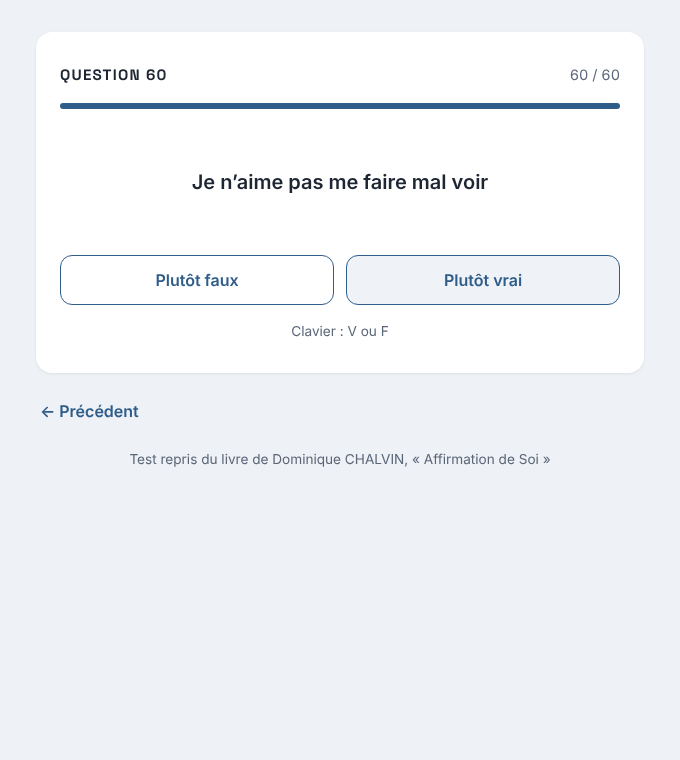 QUESTION 60
60 / 60
Je n’aime pas me faire mal voir
Plutôt faux
Plutôt vrai
Clavier : V ou F
← Précédent
Test repris du livre de Dominique CHALVIN, « Affirmation de Soi »